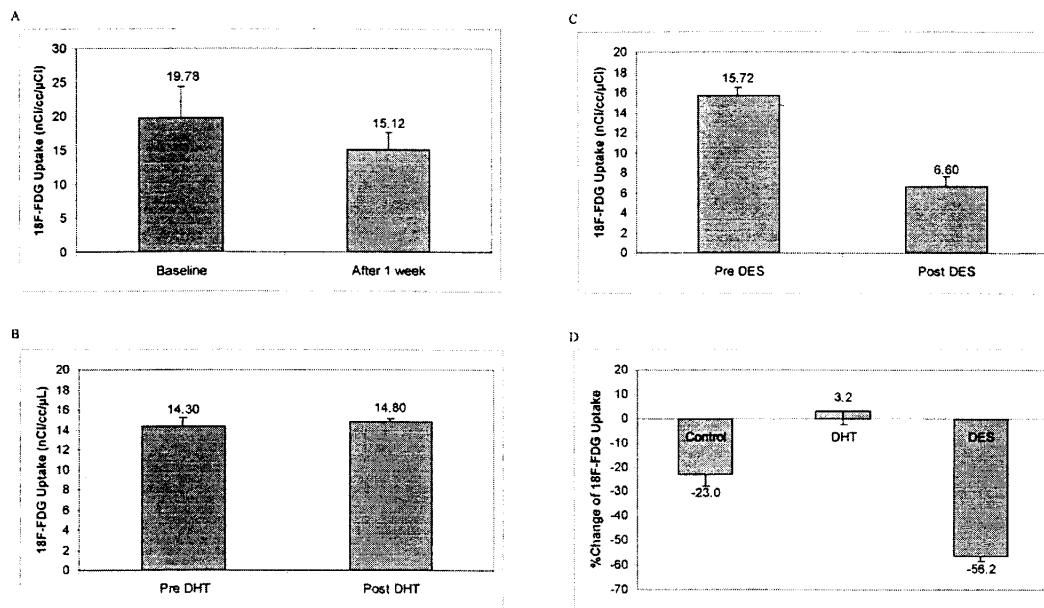 A
18F-FDG Uptake (nCi/cc/µCi)
30
25
20
15
10
5
0
19.78
15.12
Baseline
After 1 week
B
18F-FDG Uptake (nCi/cc/µL)
20
18
16
14
12
10
8
6
4
2
0
14.30
14.80
Pre DHT
Post DHT
C
18F-FDG Uptake (nCi/cc/µCi)
20
18
16
14
12
10
8
6
4
2
0
15.72
6.60
Pre DES
Post DES
D
%Change of 18F-FDG Uptake
20
10
0
-10
-20
-30
-40
-50
-60
-70
Control
-23.0
3.2
DHT
DES
-56.2